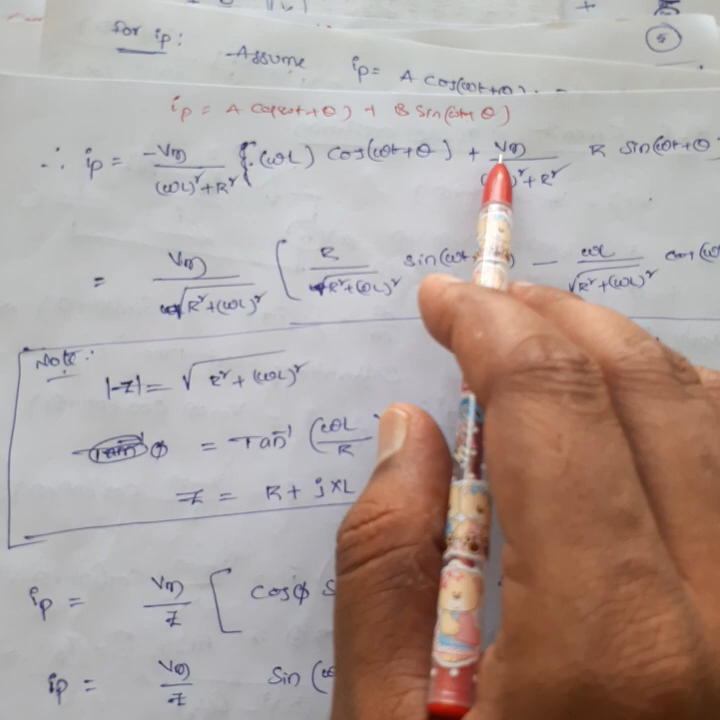 for ip: Assume ip = A cos(ωt+θ).
ip = A cos(ωt+θ) + B sin(ωt+θ)
∴ ip = -Vm/((ωL)²+R²) {(ωL) cos(ωt+θ) + Vm/( )²+R² R sin(ωt+θ
= Vm/√R²+(ωL)² [ R/√R²+(ωL)² sin(ωt — ωL/√R²+(ωL)² cos(ω
Note:
|Z| = √R²+(ωL)²
φ = Tan⁻¹ (ωL/R
Z = R + jXL
ip = Vm/Z [ cosφ S
ip = Vm/Z Sin (ω
5